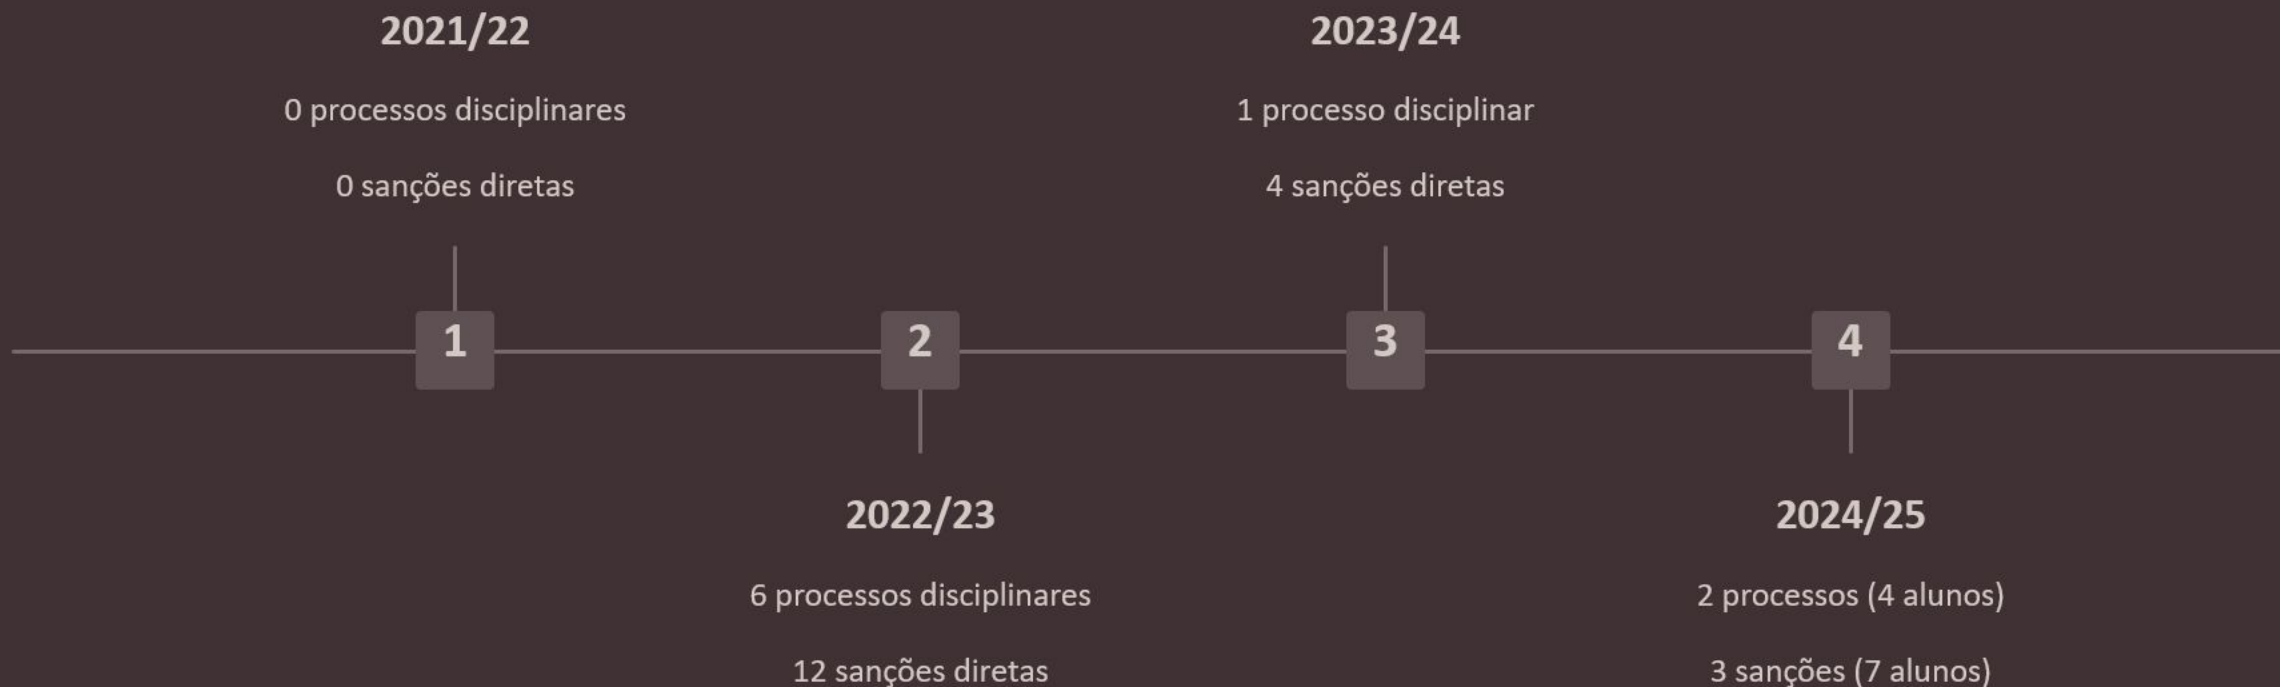 2021/22
0 processos disciplinares
0 sanções diretas
2023/24
1 processo disciplinar
4 sanções diretas
1
2
3
4
2022/23
6 processos disciplinares
12 sanções diretas
2024/25
2 processos (4 alunos)
3 sanções (7 alunos)